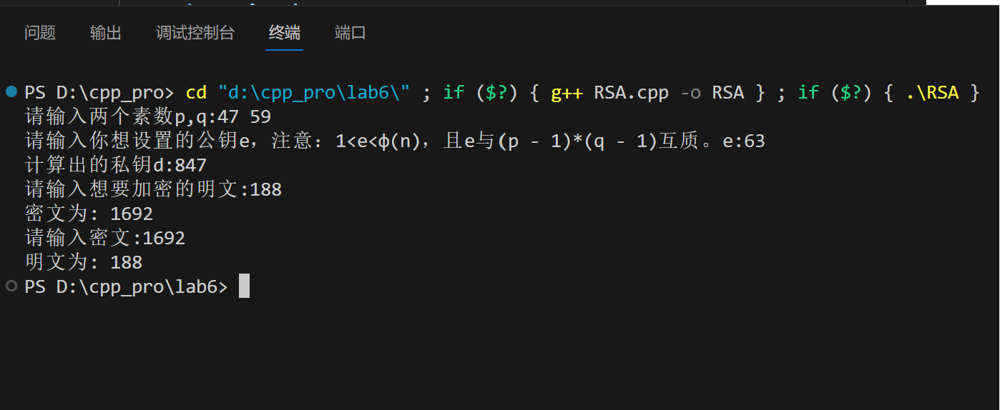 问题 输出 调试控制台 终端 端口
PS D:\cpp_pro> cd "d:\cpp_pro\lab6\" ; if ($?) { g++ RSA.cpp -o RSA } ; if ($?) { .\RSA }
请输入两个素数p,q:47 59
请输入你想设置的公钥e，注意：1<e<φ(n)，且e与(p - 1)*(q - 1)互质。e:63
计算出的私钥d:847
请输入想要加密的明文:188
密文为: 1692
请输入密文:1692
明文为: 188
PS D:\cpp_pro\lab6>